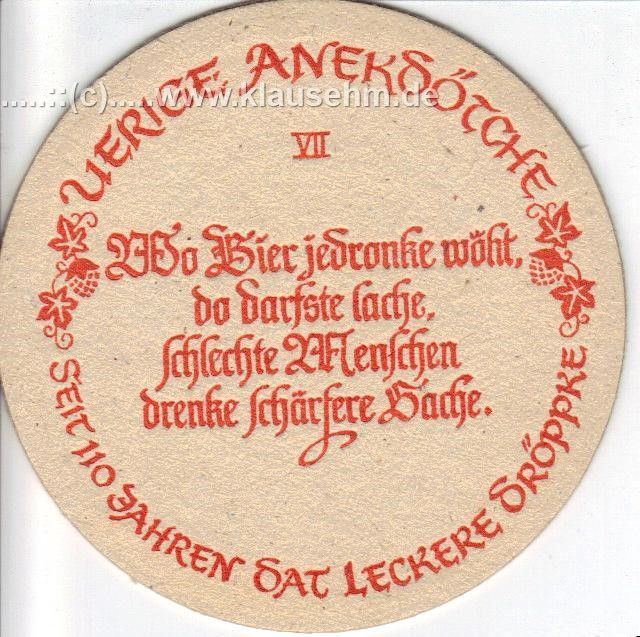 UERIGE ANEKDÖTCHE
......::(c).....www.klausehm.de
VII
Wo Bier jedronke wöht,
do darfste lache,
schlechte Menschen
drenke schärfere Sache.
SEIT 110 JAHREN DAT LECKERE DRÖPPKE